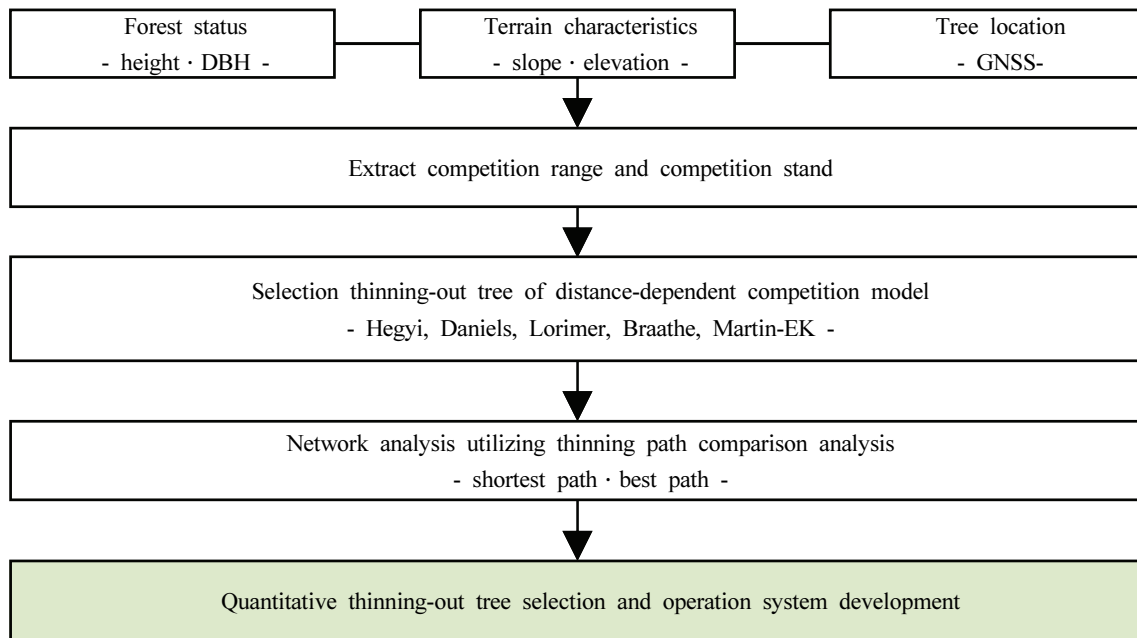 Forest status
- height · DBH -
Terrain characteristics
- slope · elevation -
Tree location
- GNSS-
Extract competition range and competition stand
Selection thinning-out tree of distance-dependent competition model
- Hegyi, Daniels, Lorimer, Braathe, Martin-EK -
Network analysis utilizing thinning path comparison analysis
- shortest path · best path -
Quantitative thinning-out tree selection and operation system development